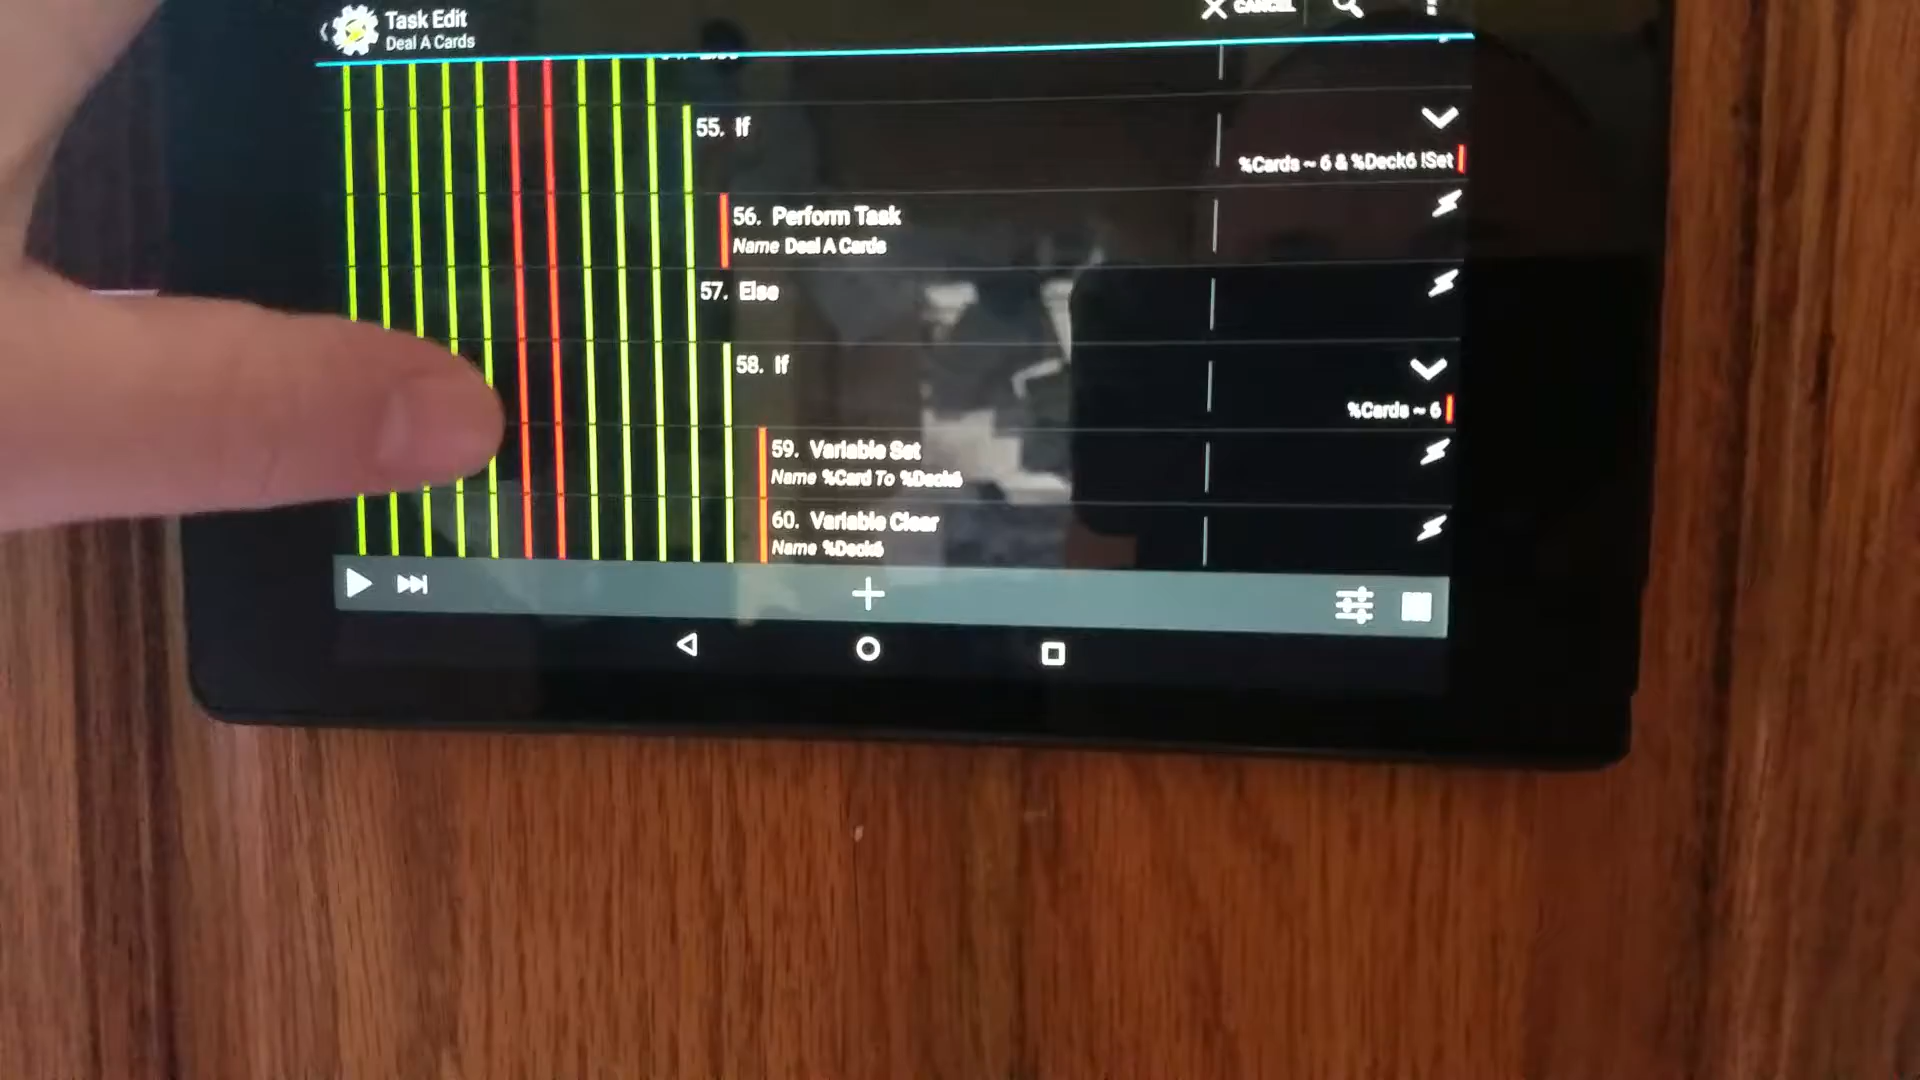 Task Edit
Deal A Cards
CANCEL
55. If
%Cards ~ 6 & %Deck6 !Set
56. Perform Task
Name Deal A Cards
57. Else
58. If
%Cards ~ 6
59. Variable Set
Name %Card To %Deck6
60. Variable Clear
Name %Deck6